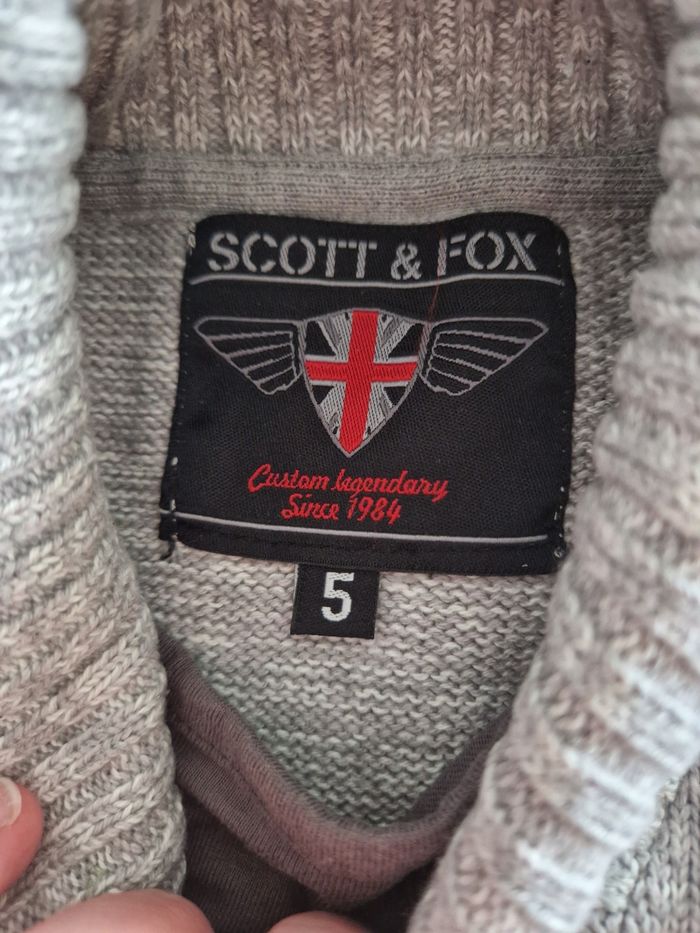 SCOTT & FOX
Custom legendary
Since 1984
5